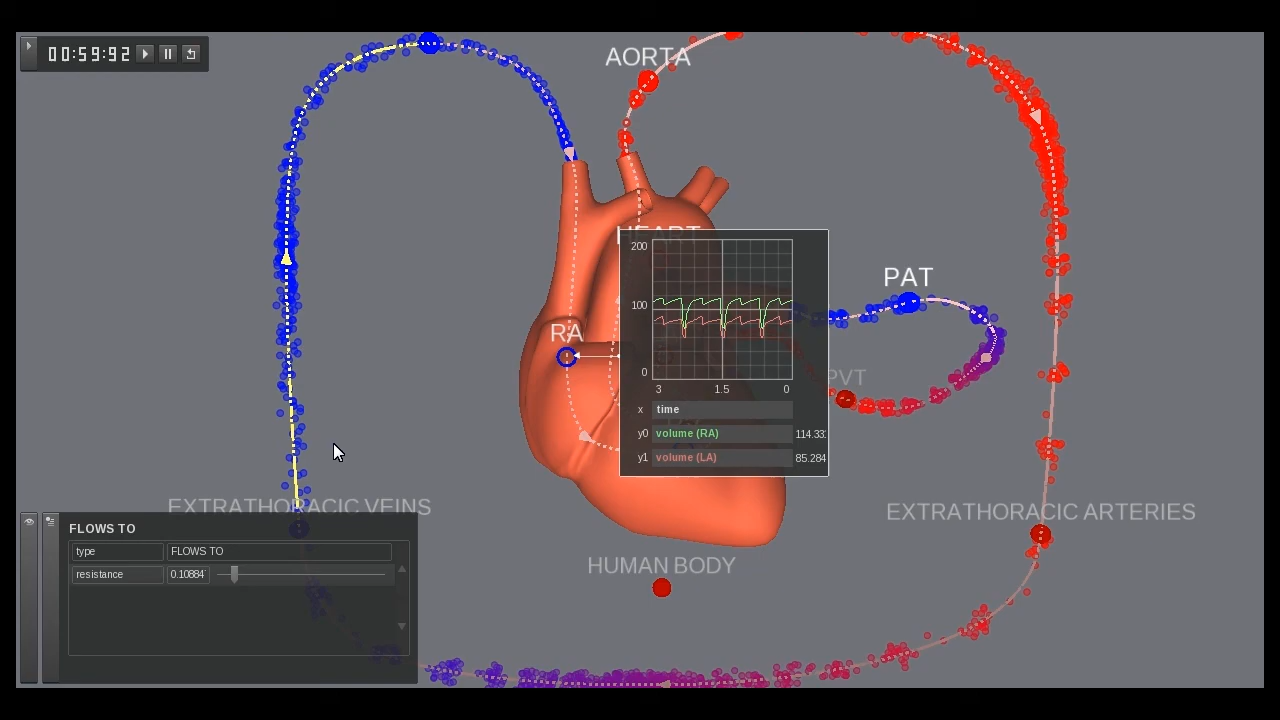 00:59:92
AORTA
HEART
200
PAT
100
RA
PVT
0
3 1.5 0
x time
y0 volume (RA) 114.33
y1 volume (LA) 85.284
EXTRATHORACIC VEINS
EXTRATHORACIC ARTERIES
FLOWS TO
type FLOWS TO
resistance 0.10884
HUMAN BODY